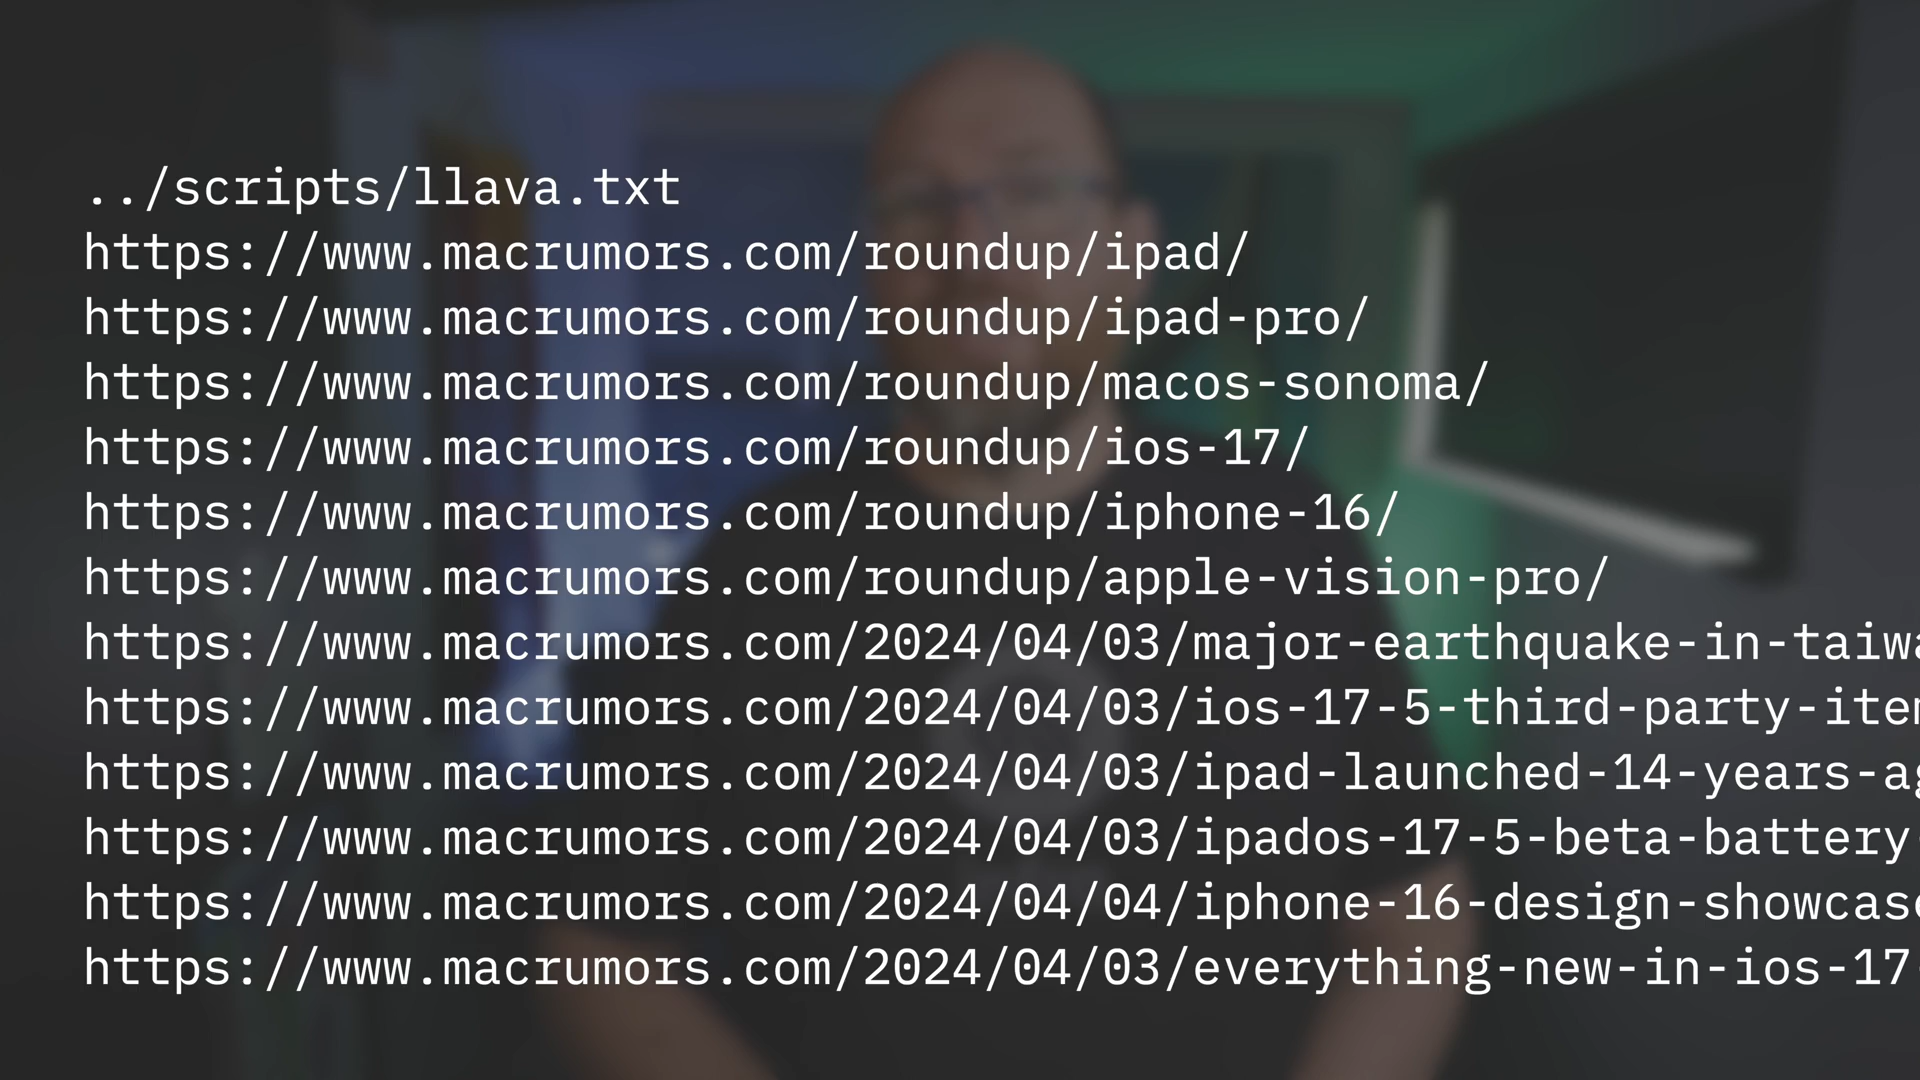 ../scripts/llava.txt
https://www.macrumors.com/roundup/ipad/
https://www.macrumors.com/roundup/ipad-pro/
https://www.macrumors.com/roundup/macos-sonoma/
https://www.macrumors.com/roundup/ios-17/
https://www.macrumors.com/roundup/iphone-16/
https://www.macrumors.com/roundup/apple-vision-pro/
https://www.macrumors.com/2024/04/03/major-earthquake-in-taiwa
https://www.macrumors.com/2024/04/03/ios-17-5-third-party-item
https://www.macrumors.com/2024/04/03/ipad-launched-14-years-ag
https://www.macrumors.com/2024/04/03/ipados-17-5-beta-battery-
https://www.macrumors.com/2024/04/04/iphone-16-design-showcase
https://www.macrumors.com/2024/04/03/everything-new-in-ios-17-